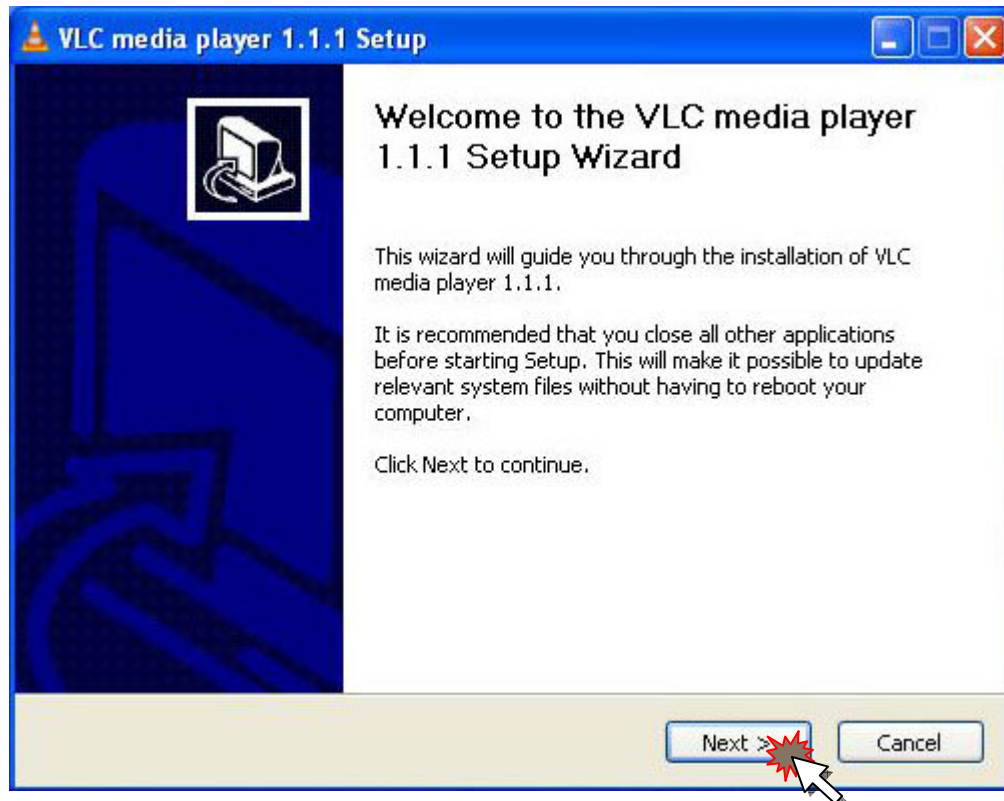 VLC media player 1.1.1 Setup
Welcome to the VLC media player
1.1.1 Setup Wizard
This wizard will guide you through the installation of VLC
media player 1.1.1.
It is recommended that you close all other applications
before starting Setup. This will make it possible to update
relevant system files without having to reboot your
computer.
Click Next to continue.
Next >
Cancel